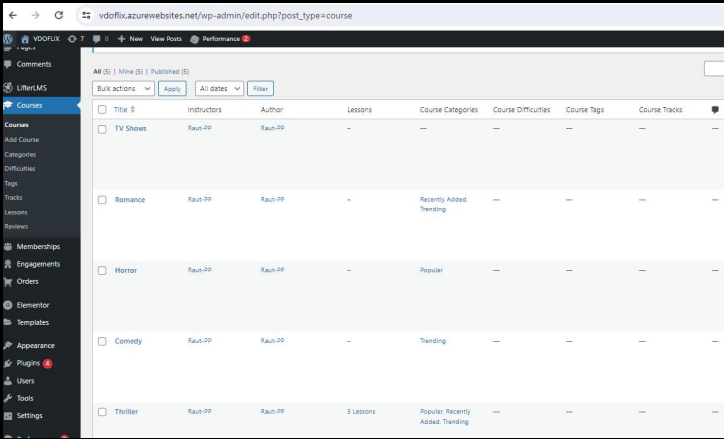 vdoflix.azurewebsites.net/wp-admin/edit.php?post_type=course
VDOFLIX 7 0 New View Posts Performance 2
Pages
Comments
LifterLMS
Courses
Courses
Add Course
Categories
Difficulties
Tags
Tracks
Lessons
Reviews
Memberships
Engagements
Orders
Elementor
Templates
Appearance
Plugins 4
Users
Tools
Settings
All (5) | Mine (5) | Published (5)
Bulk actions Apply All dates Filter
Title Instructors Author Lessons Course Categories Course Difficulties Course Tags Course Tracks
TV Shows Raut-PP Raut-PP – — — — —
Romance Raut-PP Raut-PP – Recently Added, — — —
Trending
Horror Raut-PP Raut-PP – Popular — — —
Comedy Raut-PP Raut-PP – Trending — — —
Thriller Raut-PP Raut-PP 3 Lessons Popular, Recently — — —
Added, Trending